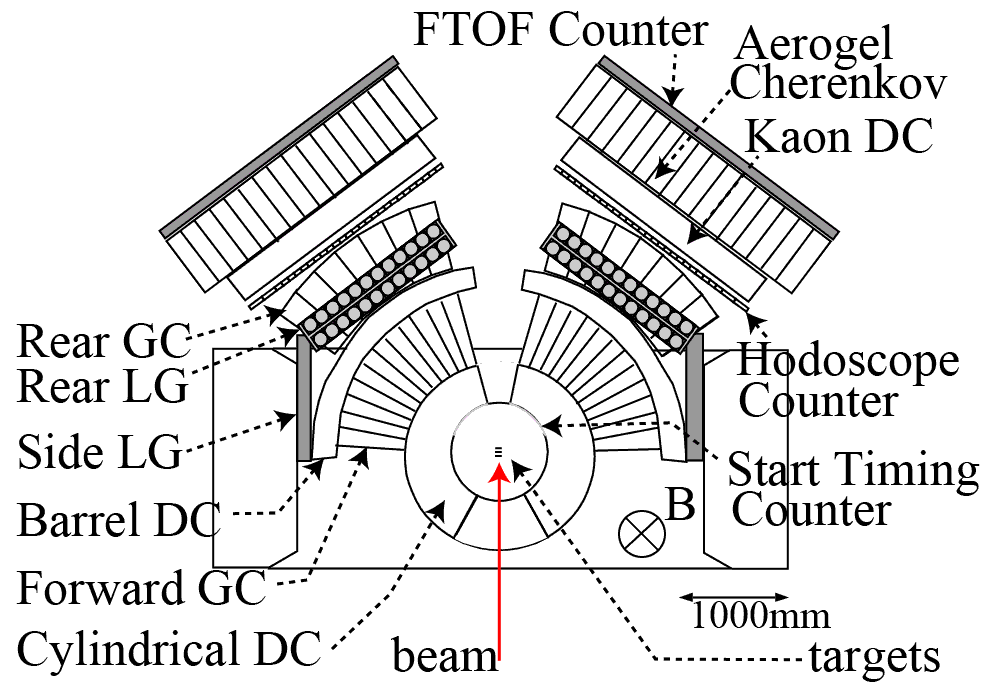 FTOF Counter
Aerogel
Cherenkov
Kaon DC
Rear GC
Rear LG
Side LG
Barrel DC
Forward GC
Cylindrical DC
beam
Hodoscope
Counter
Start Timing
Counter
B
1000mm
targets